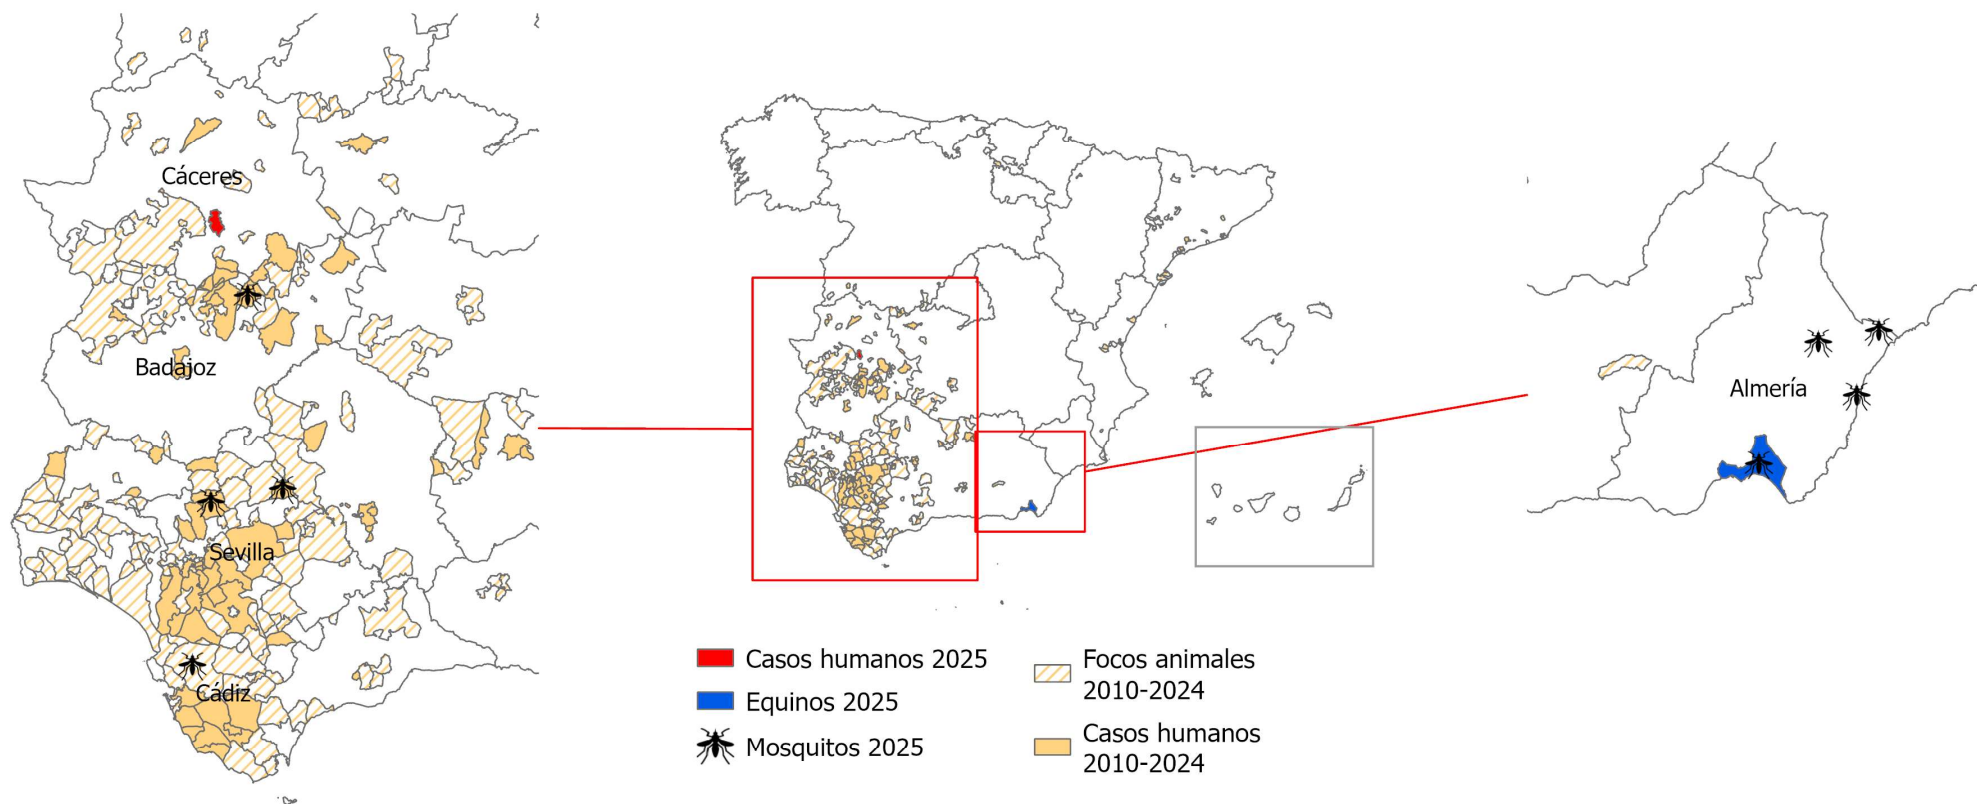 Cáceres
Badajoz
Sevilla
Cádiz
Almería
Casos humanos 2025
Equinos 2025
Mosquitos 2025
Focos animales
2010-2024
Casos humanos
2010-2024